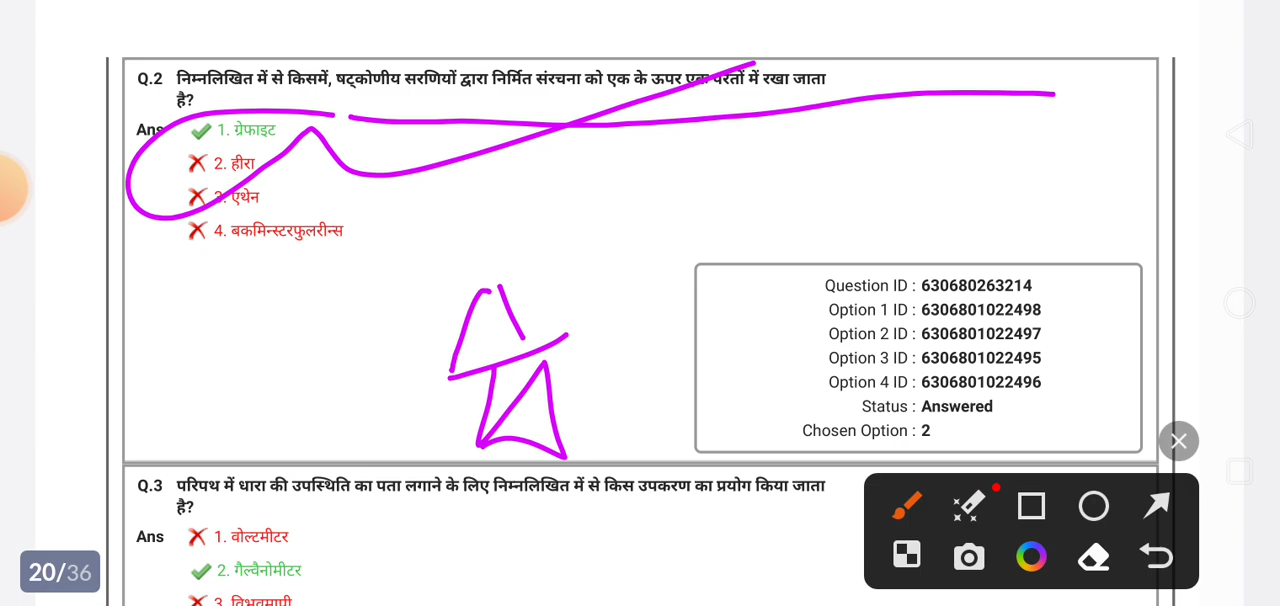 Q.2 निम्नलिखित में से किसमें, षट्कोणीय सरणियों द्वारा निर्मित संरचना को एक के ऊपर एक परतों में रखा जाता
है?
Ans 1. ग्रेफाइट
2. हीरा
3. एथेन
4. बकमिन्स्टरफुलरीन्स
Question ID : 630680263214
Option 1 ID : 6306801022498
Option 2 ID : 6306801022497
Option 3 ID : 6306801022495
Option 4 ID : 6306801022496
Status : Answered
Chosen Option : 2
Q.3 परिपथ में धारा की उपस्थिति का पता लगाने के लिए निम्नलिखित में से किस उपकरण का प्रयोग किया जाता
है?
Ans 1. वोल्टमीटर
2. गैल्वैनोमीटर
3. विभवमापी
20/36